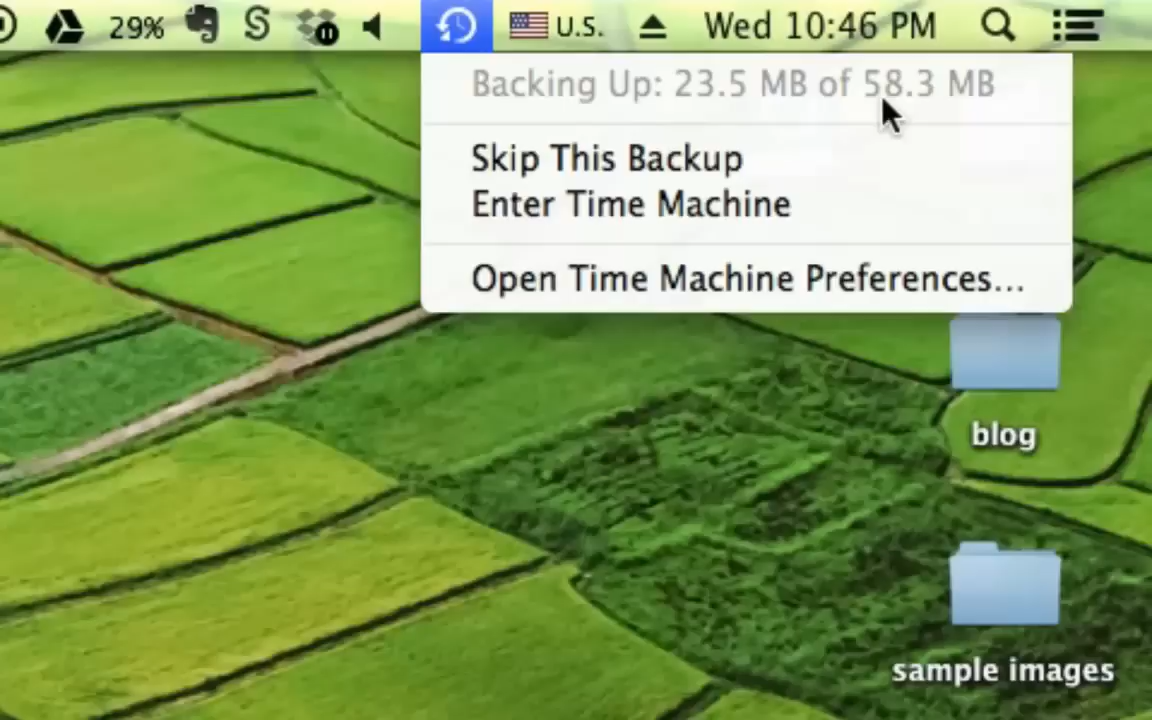 29% U.S. Wed 10:46 PM
Backing Up: 23.5 MB of 58.3 MB
Skip This Backup
Enter Time Machine
Open Time Machine Preferences...
blog
sample images